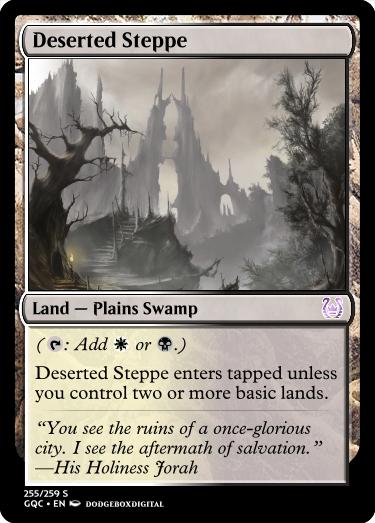 Deserted Steppe
Land — Plains Swamp
(: Add or .)
Deserted Steppe enters tapped unless
you control two or more basic lands.
“You see the ruins of a once-glorious
city. I see the aftermath of salvation.”
—His Holiness Jorah
255/259 S
GQC • EN DODGEBOXDIGITAL